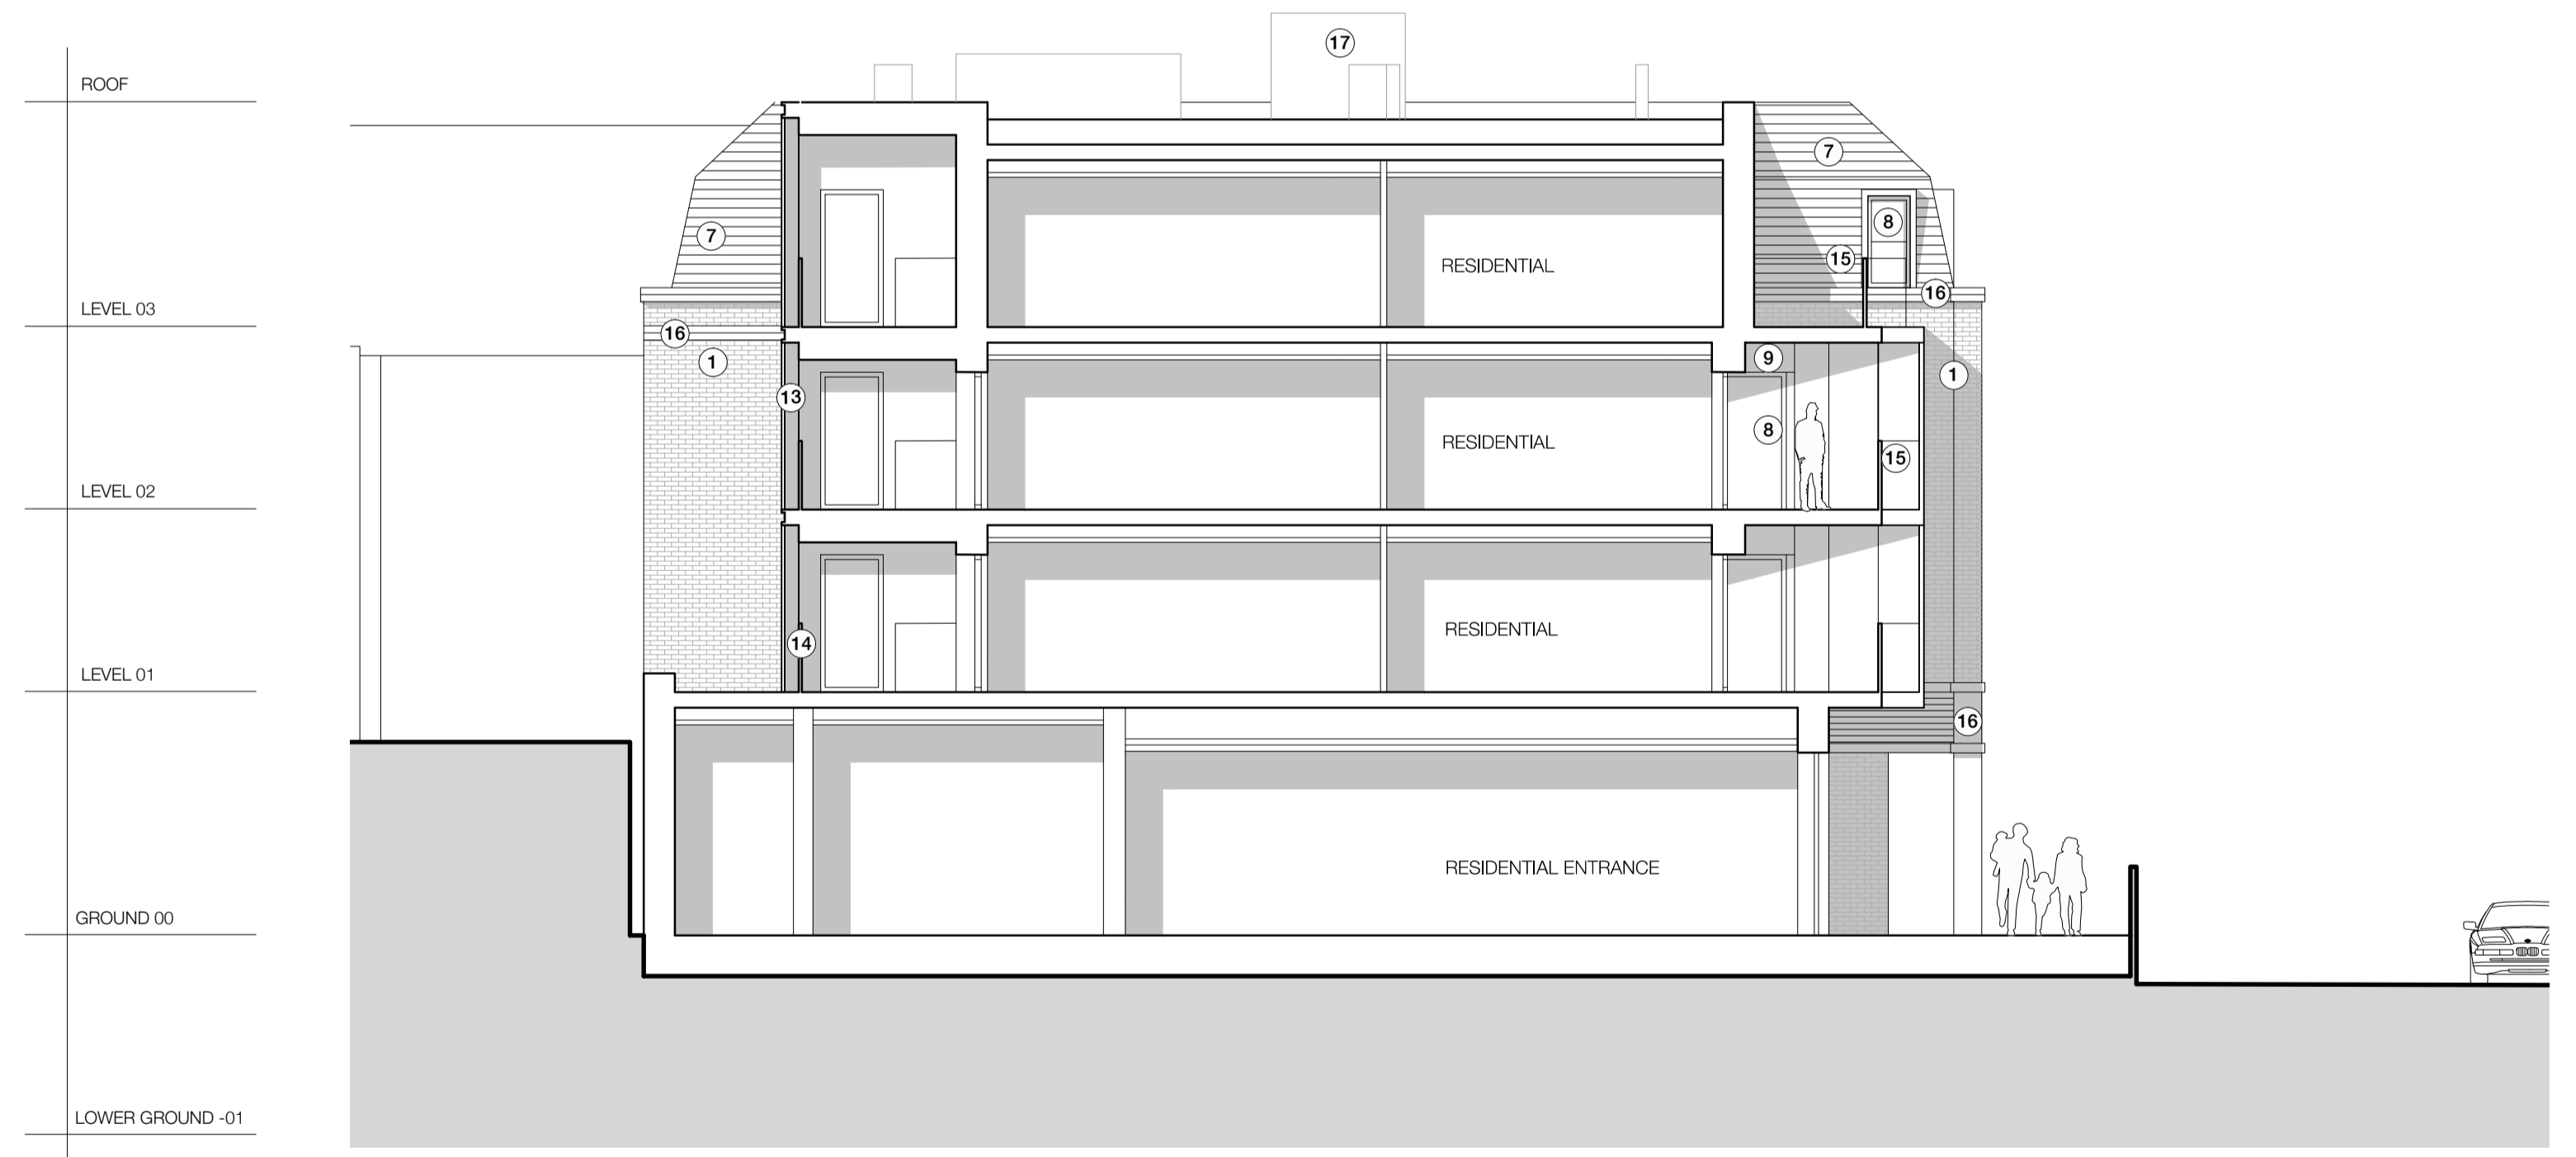 17
ROOF
7
7
8
RESIDENTIAL
15
16
LEVEL 03
16
1
9
1
13
8
RESIDENTIAL
15
LEVEL 02
RESIDENTIAL
14
LEVEL 01
16
RESIDENTIAL ENTRANCE
GROUND 00
LOWER GROUND -01